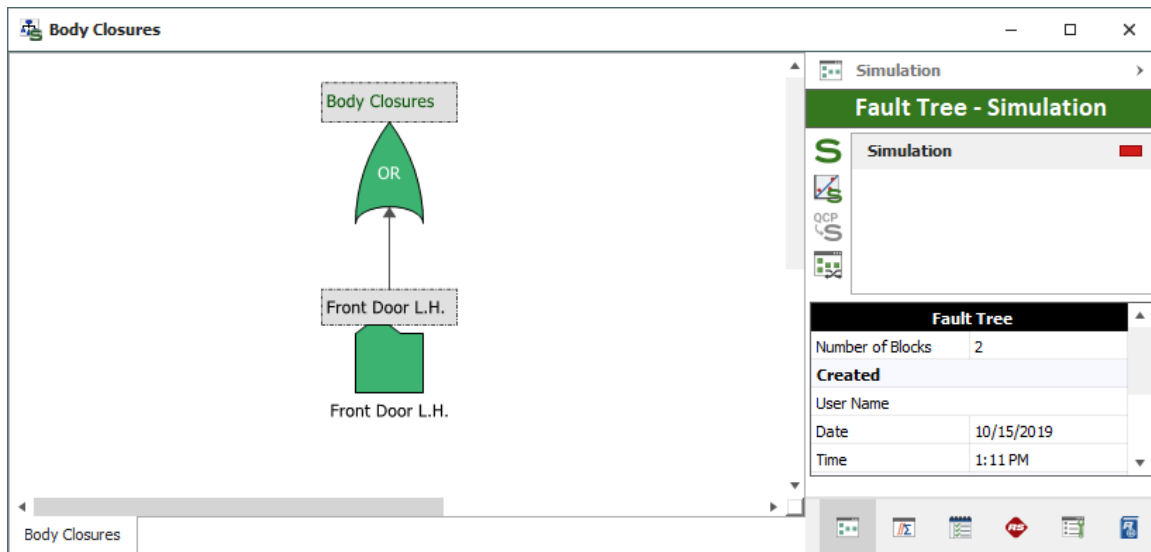 Body Closures
Body Closures
OR
Front Door L.H.
Front Door L.H.
Body Closures
Simulation
Fault Tree - Simulation
S
Simulation
S
QCP
S
Fault Tree
Number of Blocks 2
Created
User Name
Date 10/15/2019
Time 1:11 PM
//Σ
RS
R